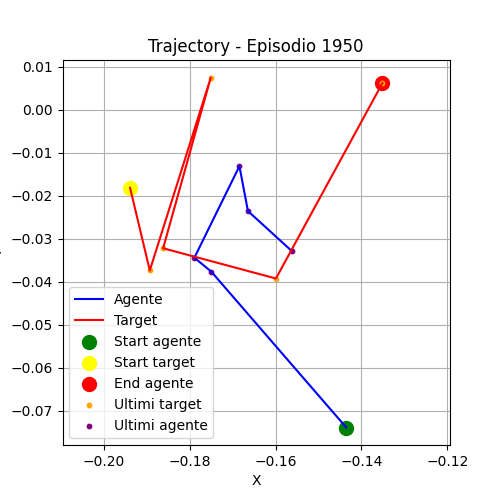 Trajectory - Episodio 1950
0.01
0.00
−0.01
−0.02
−0.03
−0.04
−0.05
−0.06
−0.07
Agente
Target
Start agente
Start target
End agente
Ultimi target
Ultimi agente
−0.20 −0.18 −0.16 −0.14 −0.12
X